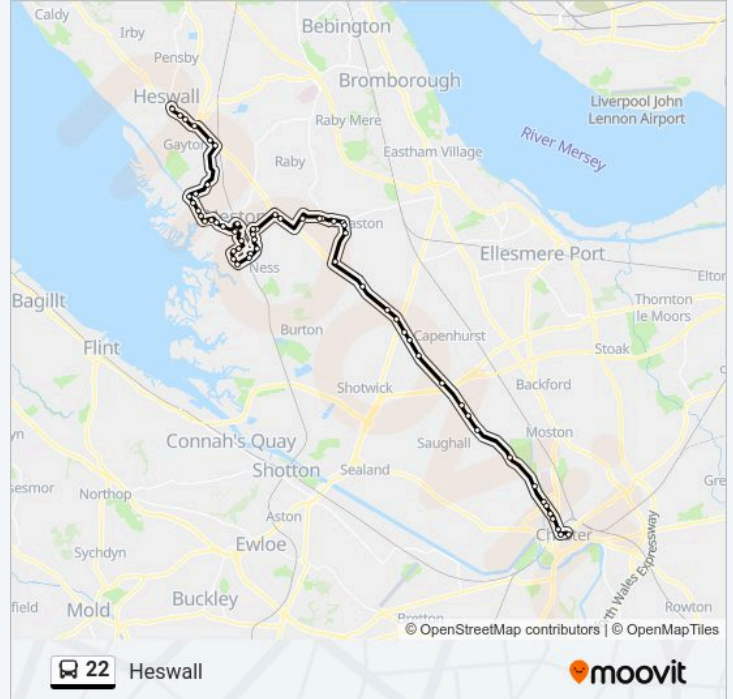 Caldy
Irby
Bebington
Pensby
Bromborough
Heswall
Liverpool John
Lennon Airport
Raby Mere
River Mersey
Gayton
Raby
Eastham Village
Ness
Ellesmere Port
Elton
Bagillt
Thornton
le Moors
Burton
Capenhurst
Flint
Stoak
Shotwick
Backford
Connah's Quay
Saughall
Moston
Shotton
Sealand
Northop
Aston
Ewloe
Sychdyn
Buckley
Mold
Rowton
© OpenStreetMap contributors | © OpenMapTiles
22 Heswall
moovit